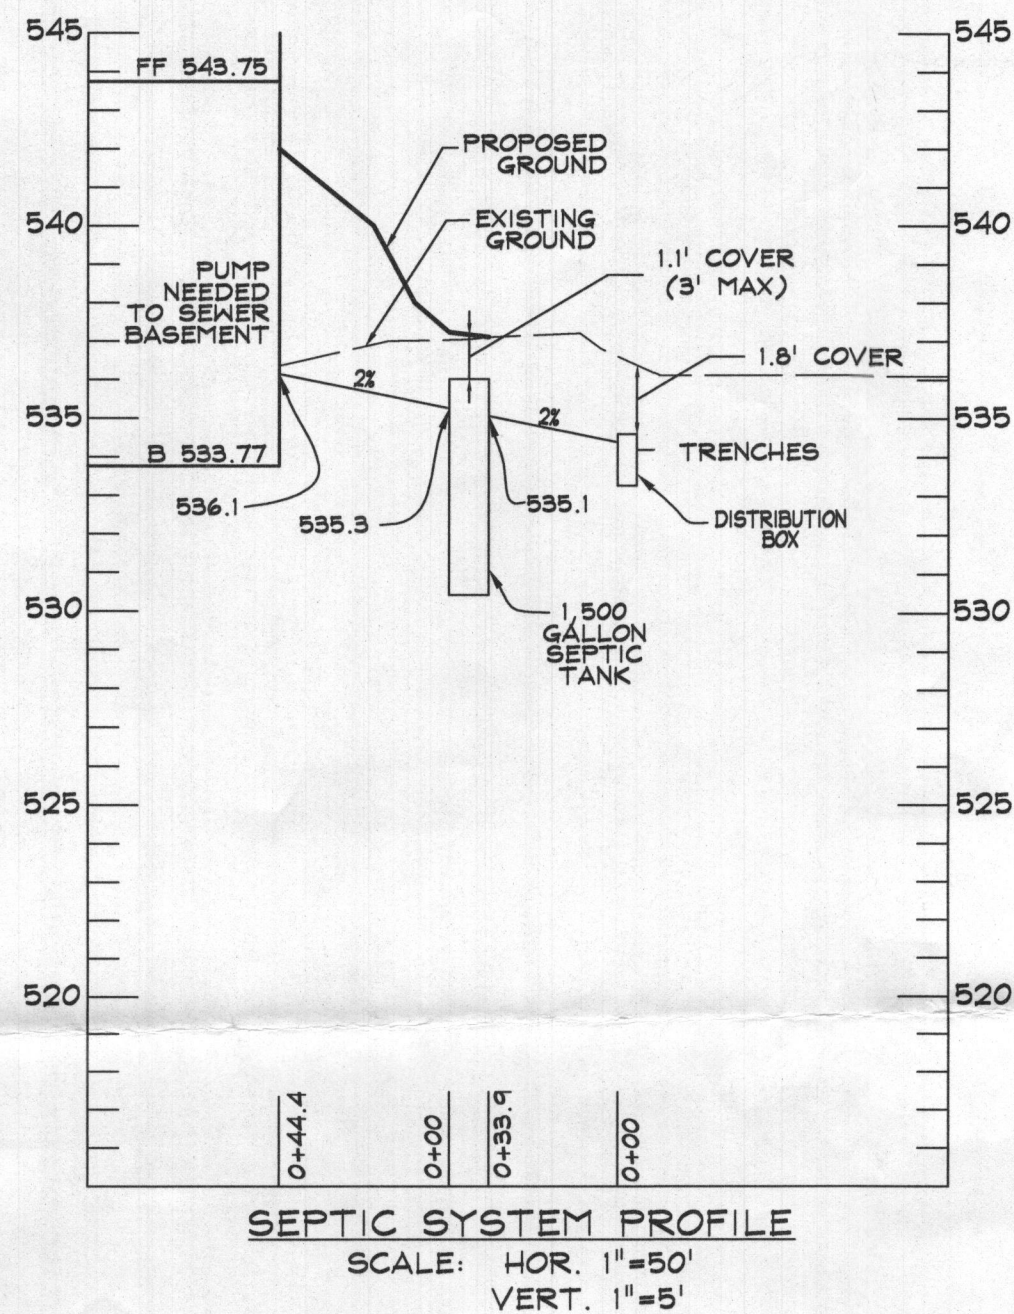 545
545
FF 543.75
PROPOSED
GROUND
540
540
EXISTING
GROUND
1.1' COVER
(3' MAX)
PUMP
NEEDED
TO SEWER
BASEMENT
1.8' COVER
2%
2%
535
535
B 533.77
TRENCHES
536.1
535.3
535.1
DISTRIBUTION
BOX
530
530
1,500
GALLON
SEPTIC
TANK
525
525
520
520
0+44.4
0+00
0+33.9
0+00
SEPTIC SYSTEM PROFILE
SCALE: HOR. 1"=50'
VERT. 1"=5'